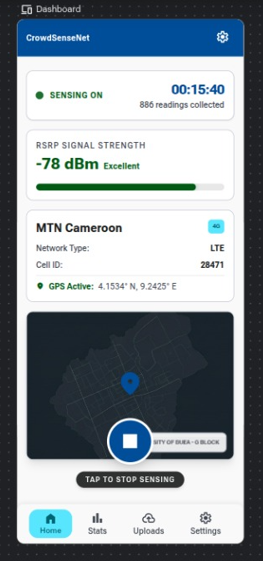 Dashboard
CrowdSenseNet
SENSING ON
00:15:40
886 readings collected
RSRP SIGNAL STRENGTH
-78 dBm Excellent
MTN Cameroon
4G
Network Type: LTE
Cell ID: 28471
GPS Active: 4.1534° N, 9.2425° E
SITY OF BUEA - G BLOCK
TAP TO STOP SENSING
Home
Stats
Uploads
Settings